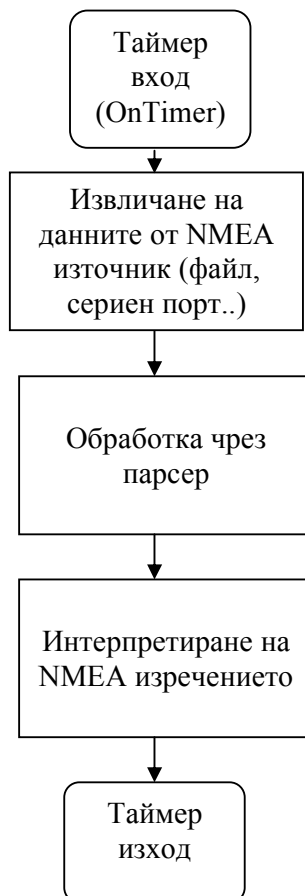 Таймер
вход
(OnTimer)
Извличане на
данните от NMEA
източник (файл,
сериен порт..)
Обработка чрез
парсер
Интерпретиране на
NMEA изречението
Таймер
изход